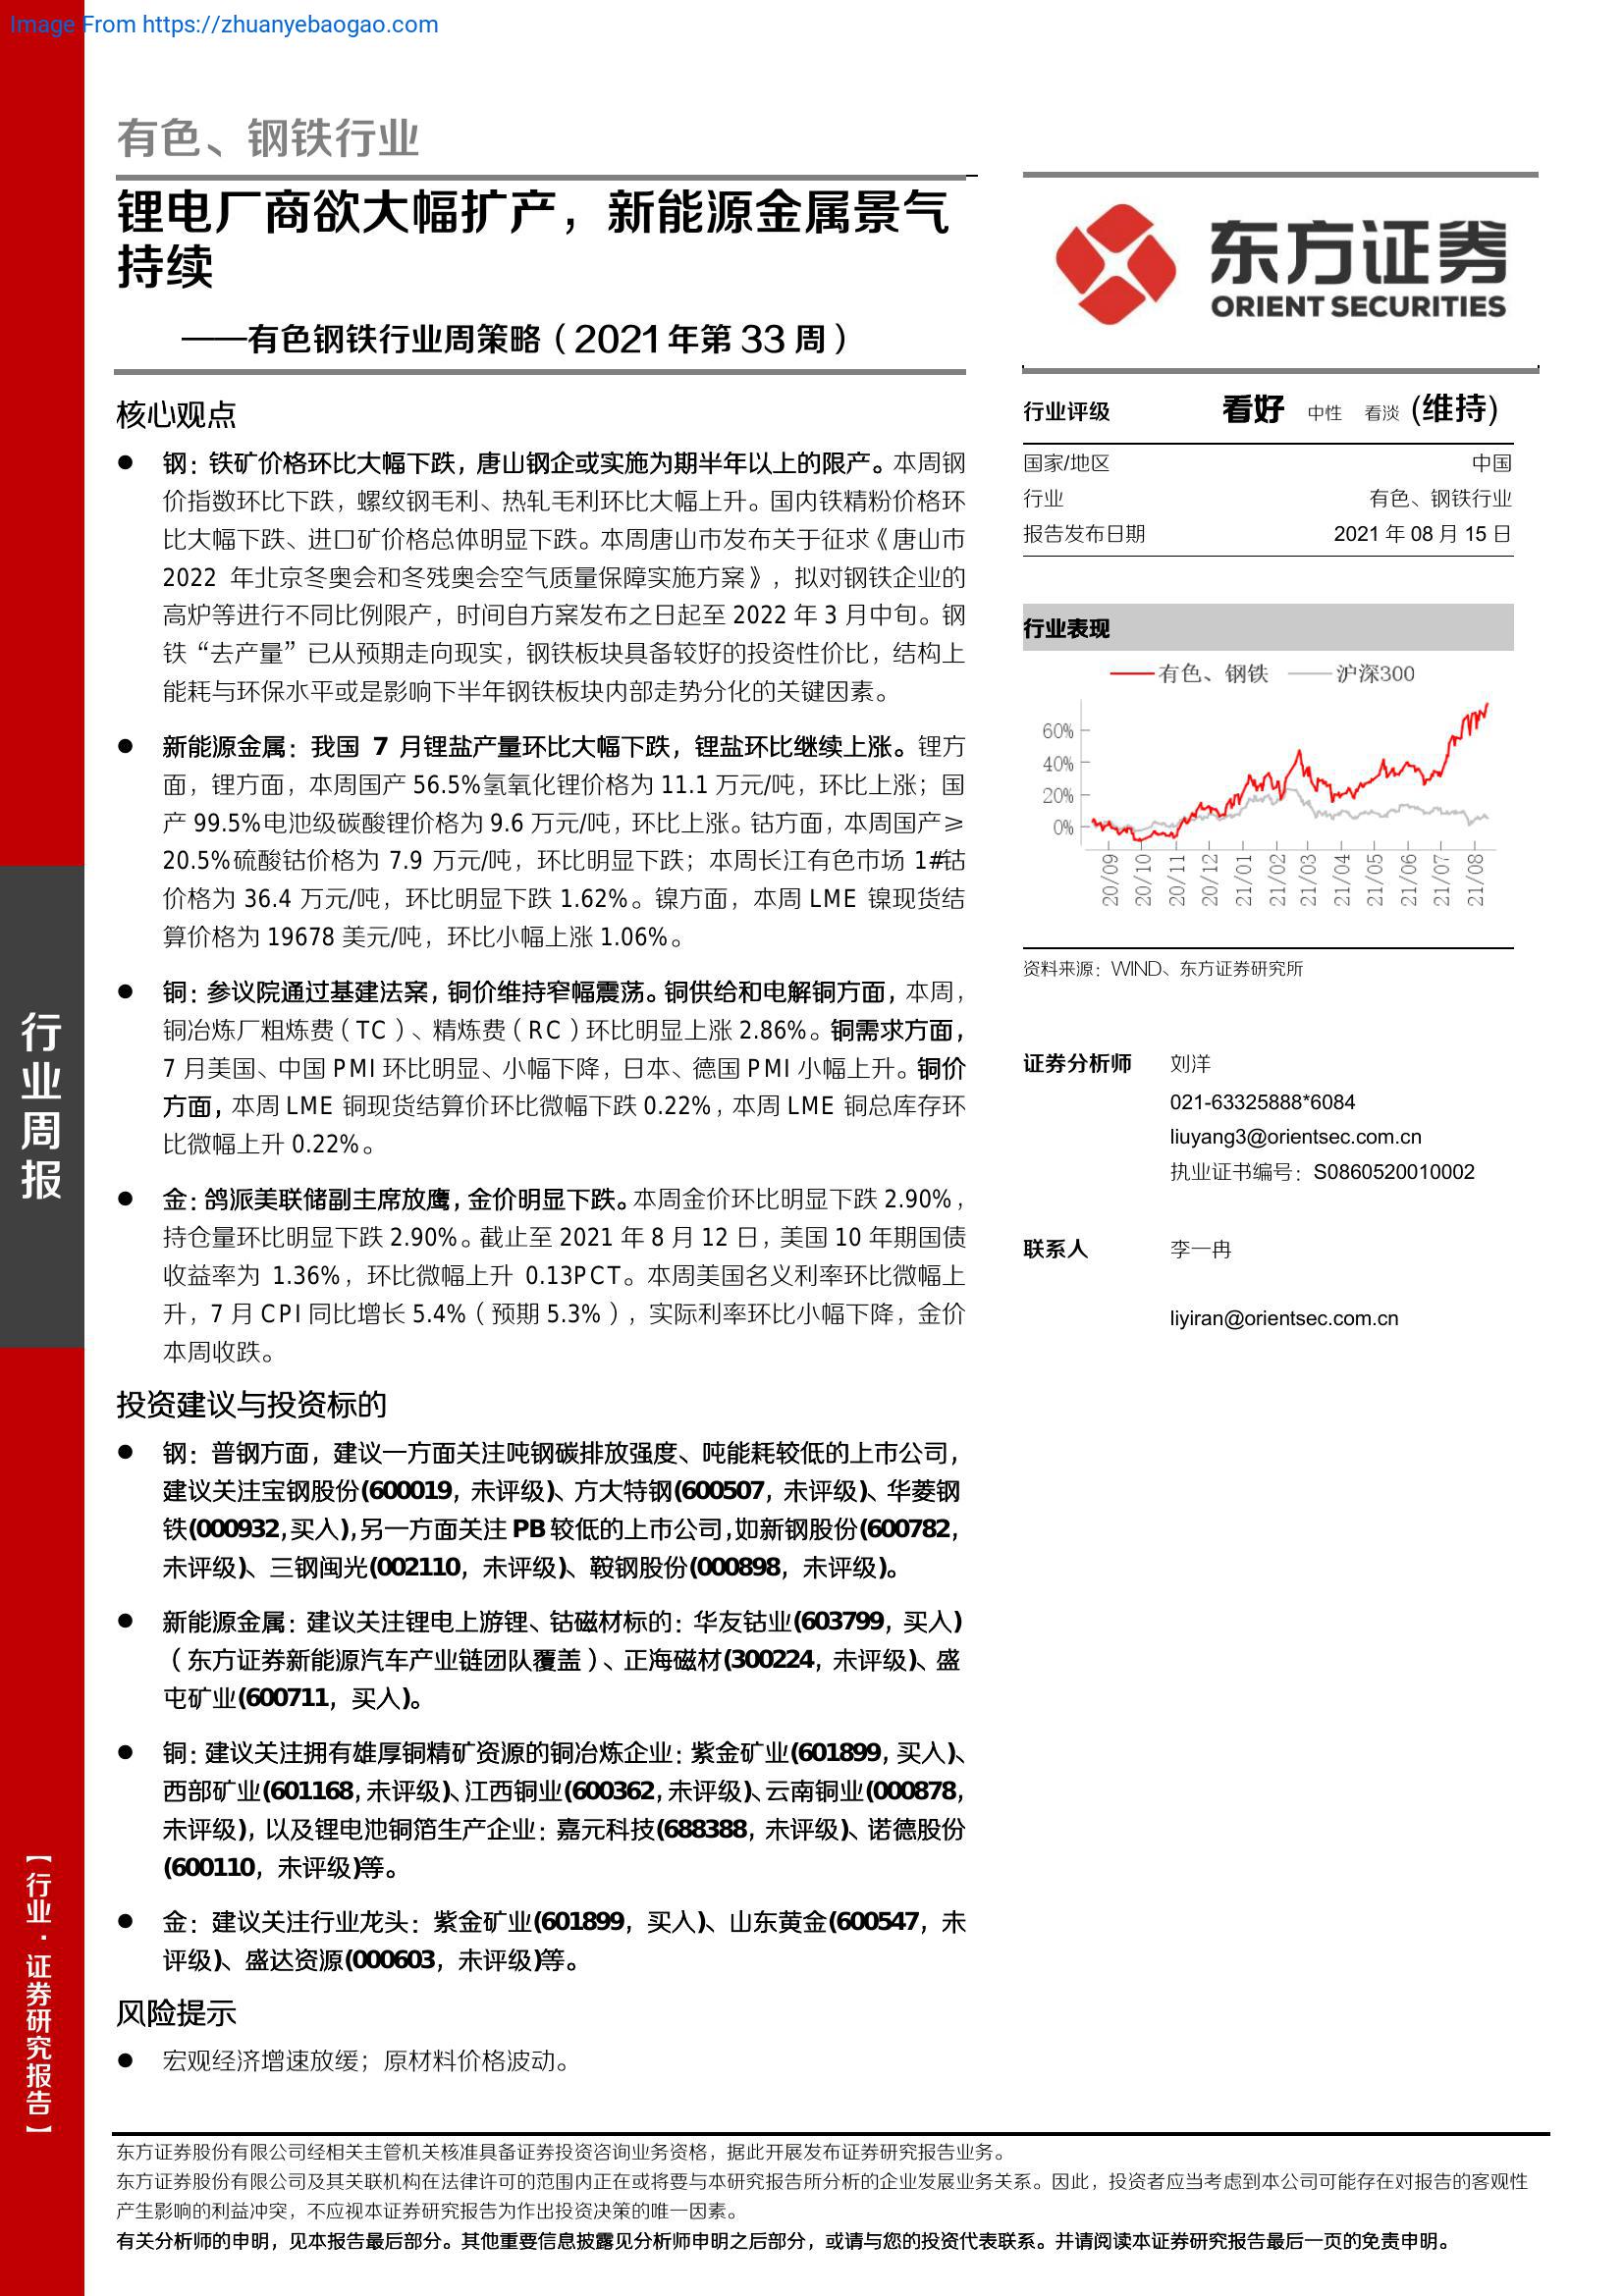 Image From https://zhuanyebaogao.com
有色、钢铁行业
锂电厂商欲大幅扩产，新能源金属景气
持续
——有色钢铁行业周策略（2021年第 33 周）
核心观点
● 钢：铁矿价格环比大幅下跌，唐山钢企或实施为期半年以上的限产。本周钢
价指数环比下跌，螺纹钢毛利、热轧毛利环比大幅上升。国内铁精粉价格环
比大幅下跌、进口矿价格总体明显下跌。本周唐山市发布关于征求《唐山市
2022 年北京冬奥会和冬残奥会空气质量保障实施方案》，拟对钢铁企业的
高炉等进行不同比例限产，时间自方案发布之日起至 2022 年 3 月中旬。钢
铁“去产量”已从预期走向现实，钢铁板块具备较好的投资性价比，结构上
能耗与环保水平或是影响下半年钢铁板块内部走势分化的关键因素。
● 新能源金属：我国 7 月锂盐产量环比大幅下跌，锂盐环比继续上涨。锂方
面，锂方面，本周国产 56.5%氢氧化锂价格为 11.1 万元/吨，环比上涨；国
产 99.5%电池级碳酸锂价格为 9.6 万元/吨，环比上涨。钴方面，本周国产≥
20.5%硫酸钴价格为 7.9 万元/吨，环比明显下跌；本周长江有色市场 1#钴
价格为 36.4 万元/吨，环比明显下跌 1.62%。镍方面，本周 LME 镍现货结
算价格为 19678 美元/吨，环比小幅上涨 1.06%。
● 铜：参议院通过基建法案，铜价维持窄幅震荡。铜供给和电解铜方面，本周，
铜冶炼厂粗炼费（TC）、精炼费（RC）环比明显上涨 2.86%。铜需求方面，
7 月美国、中国 PMI 环比明显、小幅下降，日本、德国 PMI 小幅上升。铜价
方面，本周 LME 铜现货结算价环比微幅下跌 0.22%，本周 LME 铜总库存环
比微幅上升 0.22%。
● 金：鸽派美联储副主席放鹰，金价明显下跌。本周金价环比明显下跌 2.90%，
持仓量环比明显下跌 2.90%。截止至 2021 年 8 月 12 日，美国 10 年期国债
收益率为 1.36%，环比微幅上升 0.13PCT。本周美国名义利率环比微幅上
升，7 月 CPI 同比增长 5.4%（预期 5.3%），实际利率环比小幅下降，金价
本周收跌。
投资建议与投资标的
● 钢：普钢方面，建议一方面关注吨钢碳排放强度、吨能耗较低的上市公司，
建议关注宝钢股份(600019，未评级)、方大特钢(600507，未评级)、华菱钢
铁(000932,买入),另一方面关注 PB 较低的上市公司,如新钢股份(600782，
未评级)、三钢闽光(002110，未评级)、鞍钢股份(000898，未评级)。
● 新能源金属：建议关注锂电上游锂、钴磁材标的：华友钴业(603799，买入)
（东方证券新能源汽车产业链团队覆盖）、正海磁材(300224，未评级)、盛
屯矿业(600711，买入)。
● 铜：建议关注拥有雄厚铜精矿资源的铜冶炼企业：紫金矿业(601899，买入)、
西部矿业(601168，未评级)、江西铜业(600362，未评级)、云南铜业(000878，
未评级)，以及锂电池铜箔生产企业：嘉元科技(688388，未评级)、诺德股份
(600110，未评级)等。
● 金：建议关注行业龙头：紫金矿业(601899，买入)、山东黄金(600547，未
评级)、盛达资源(000603，未评级)等。
风险提示
● 宏观经济增速放缓；原材料价格波动。
东方证券
ORIENT SECURITIES
行业评级 看好 中性 看淡 (维持)
国家/地区 中国
行业 有色、钢铁行业
报告发布日期 2021 年 08 月 15 日
行业表现
有色、钢铁 沪深300
60%
40%
20%
0%
20/09 20/10 20/11 20/12 21/01 21/02 21/03 21/04 21/05 21/06 21/07 21/08
资料来源：WIND、东方证券研究所
证券分析师 刘洋
021-63325888*6084
liuyang3@orientsec.com.cn
执业证书编号：S0860520010002
联系人 李一冉
liyiran@orientsec.com.cn
行业周报
【行业·证券研究报告】
东方证券股份有限公司经相关主管机关核准具备证券投资咨询业务资格，据此开展发布证券研究报告业务。
东方证券股份有限公司及其关联机构在法律许可的范围内正在或将要与本研究报告所分析的企业发展业务关系。因此，投资者应当考虑到本公司可能存在对报告的客观性
产生影响的利益冲突，不应视本证券研究报告为作出投资决策的唯一因素。
有关分析师的申明，见本报告最后部分。其他重要信息披露见分析师申明之后部分，或请与您的投资代表联系。并请阅读本证券研究报告最后一页的免责申明。